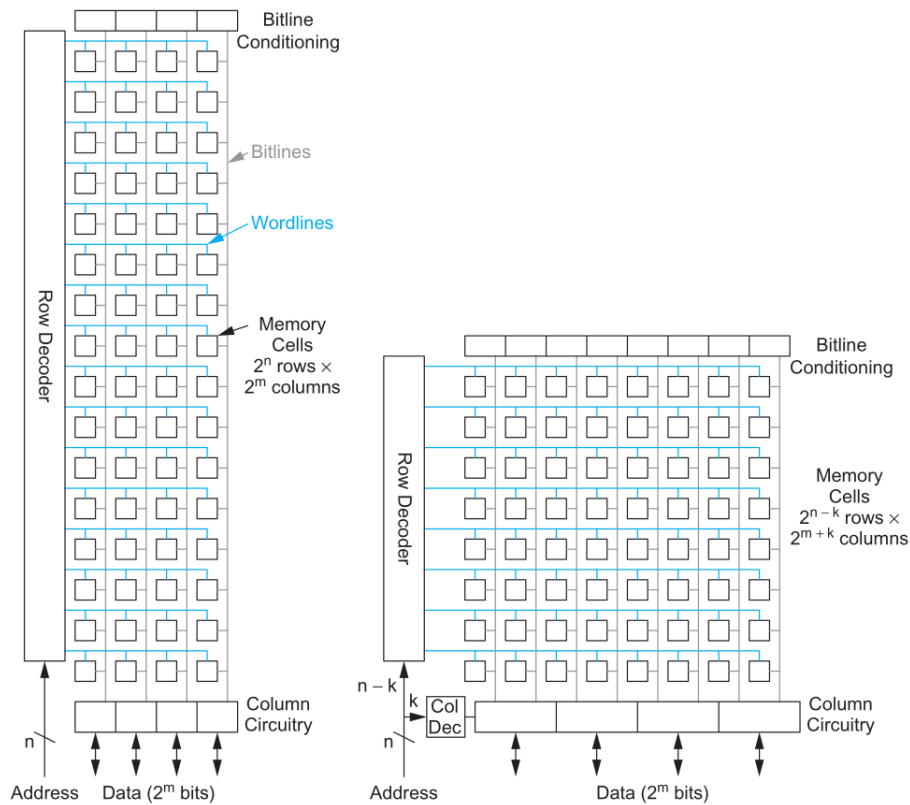 Bitline
Conditioning
Bitlines
Wordlines
Row Decoder
Memory
Cells
2ⁿ rows ×
2ᵐ columns
Column
Circuitry
n
Address
Data (2ᵐ bits)
Bitline
Conditioning
Row Decoder
Memory
Cells
2ⁿ⁻ᵏ rows ×
2ᵐ⁺ᵏ columns
n – k
k
Col
Dec
n
Column
Circuitry
Address
Data (2ᵐ bits)